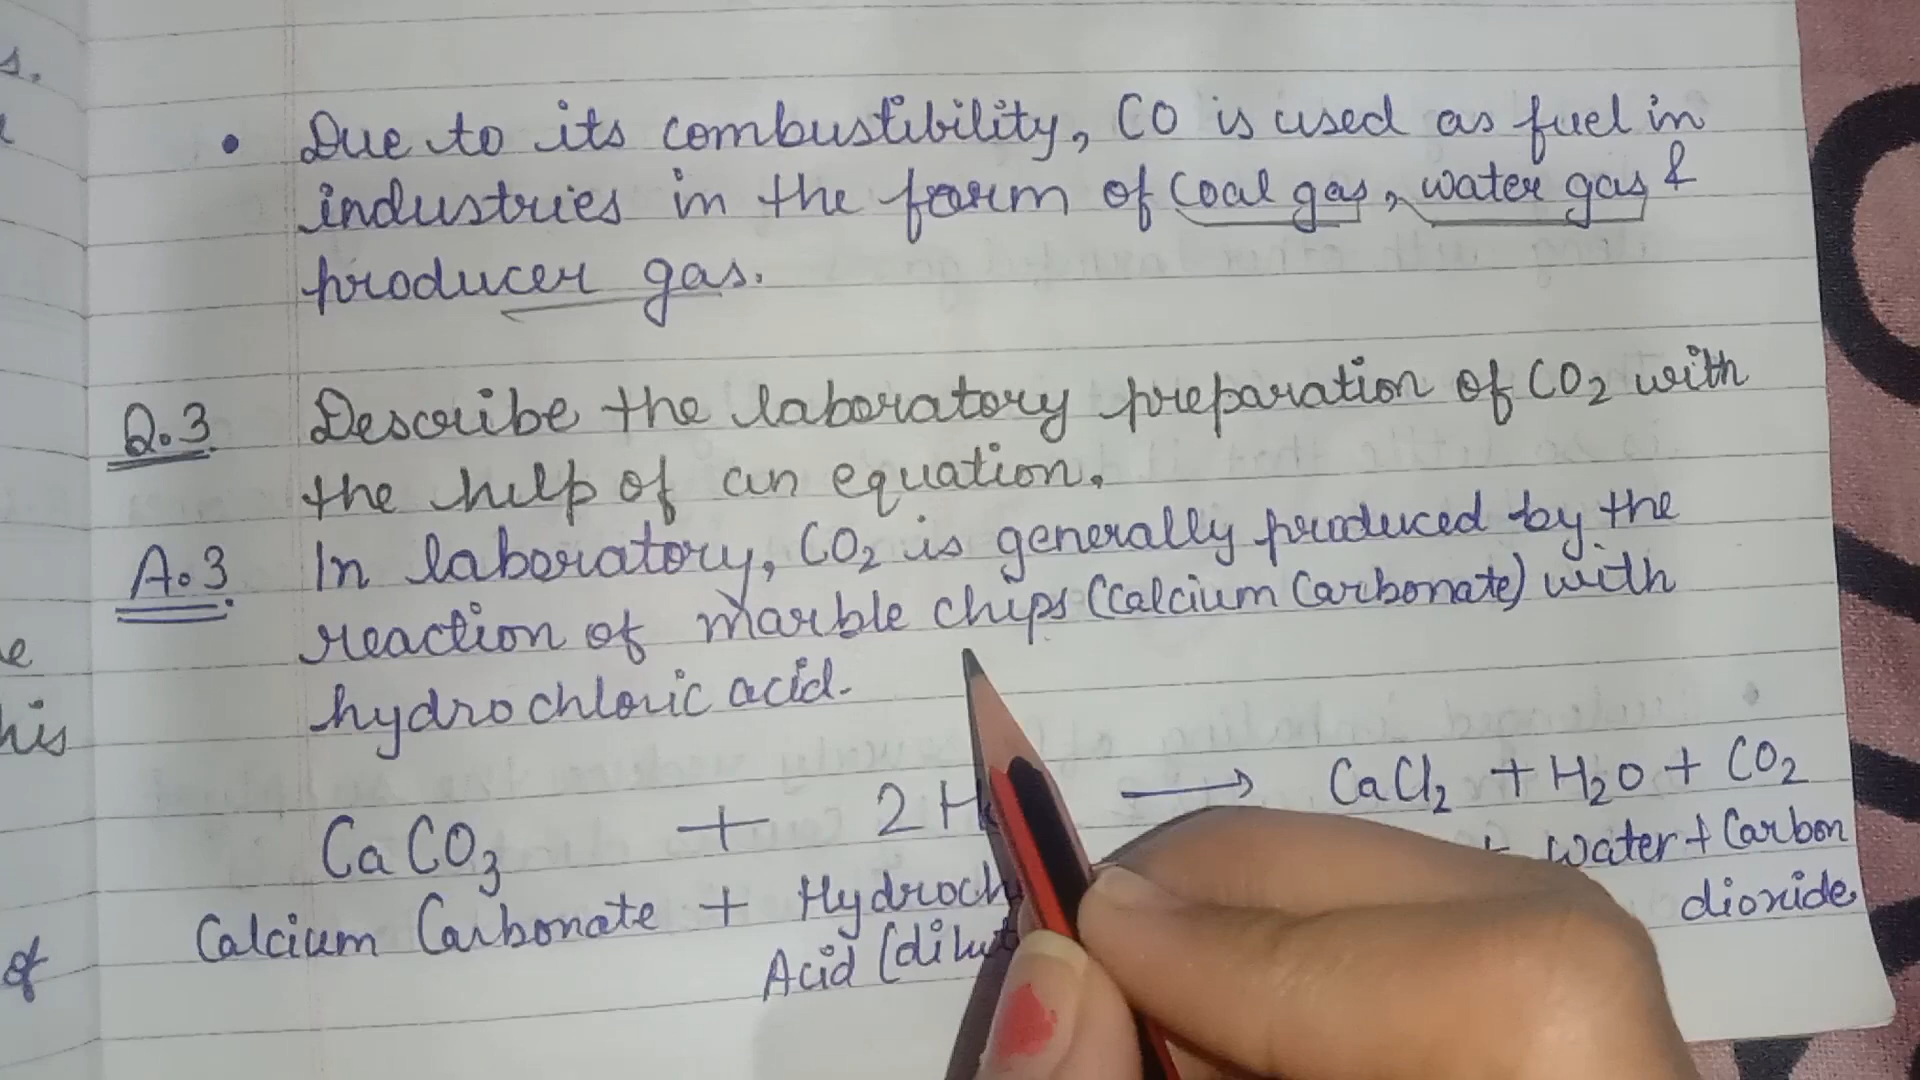 s.
• Due to its combustibility, CO is used as fuel in
industries in the form of coal gas, water gas &
producer gas.
Q.3 Describe the laboratory preparation of CO2 with
the help of an equation.
A.3 In laboratory, CO2 is generally produced by the
reaction of marble chips (Calcium Carbonate) with
e
hydrochloric acid.
his
CaCO3 + 2H → CaCl2 + H2O + CO2
Calcium Carbonate + Hydroch + Water + Carbon
Acid (dilut dioxide
of